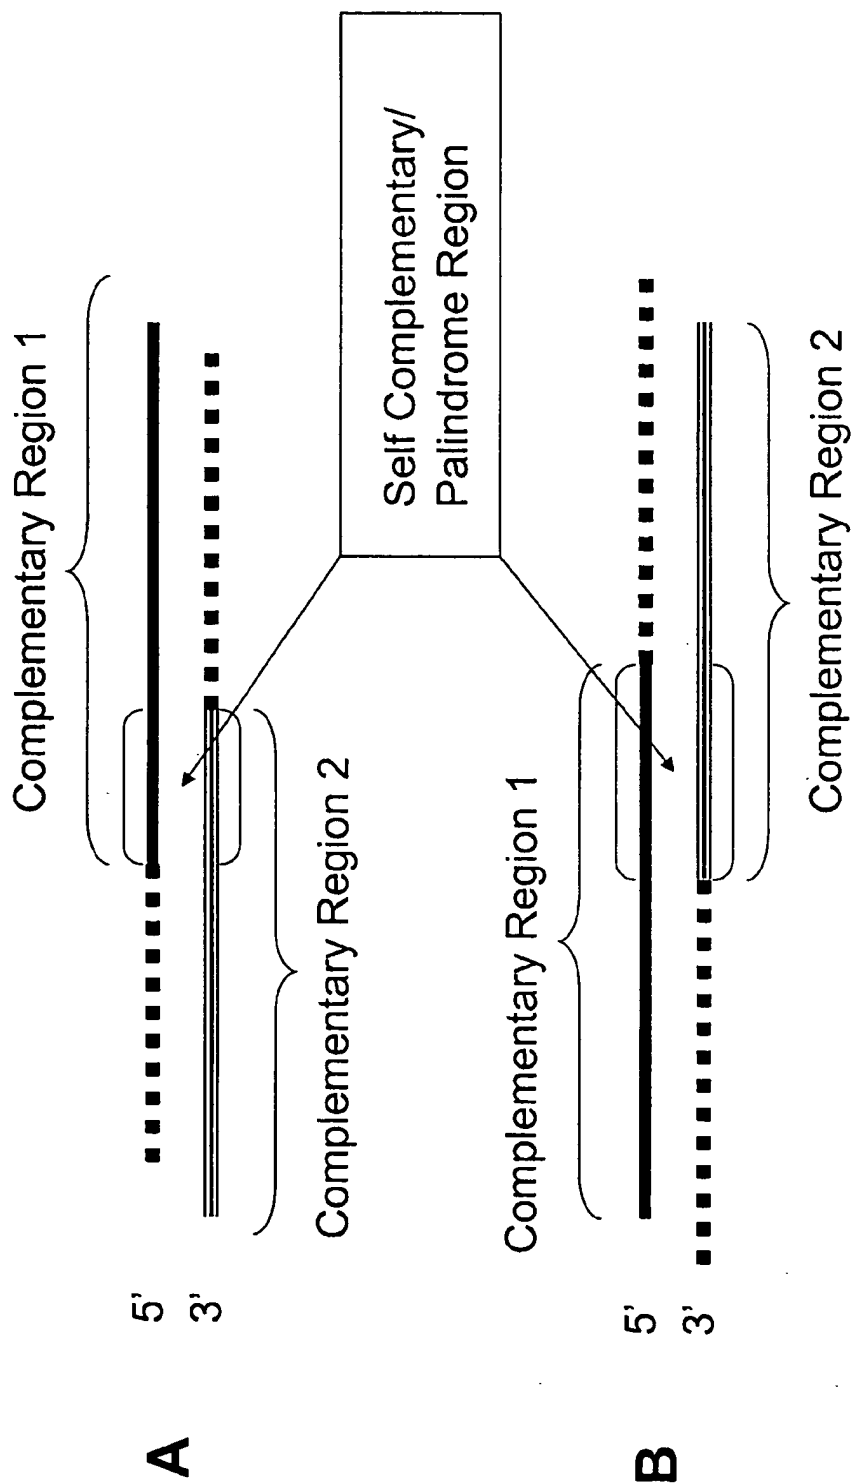 A
5'
3'
Complementary Region 1
Complementary Region 2
Self Complementary/
Palindrome Region
B
5'
3'
Complementary Region 1
Complementary Region 2